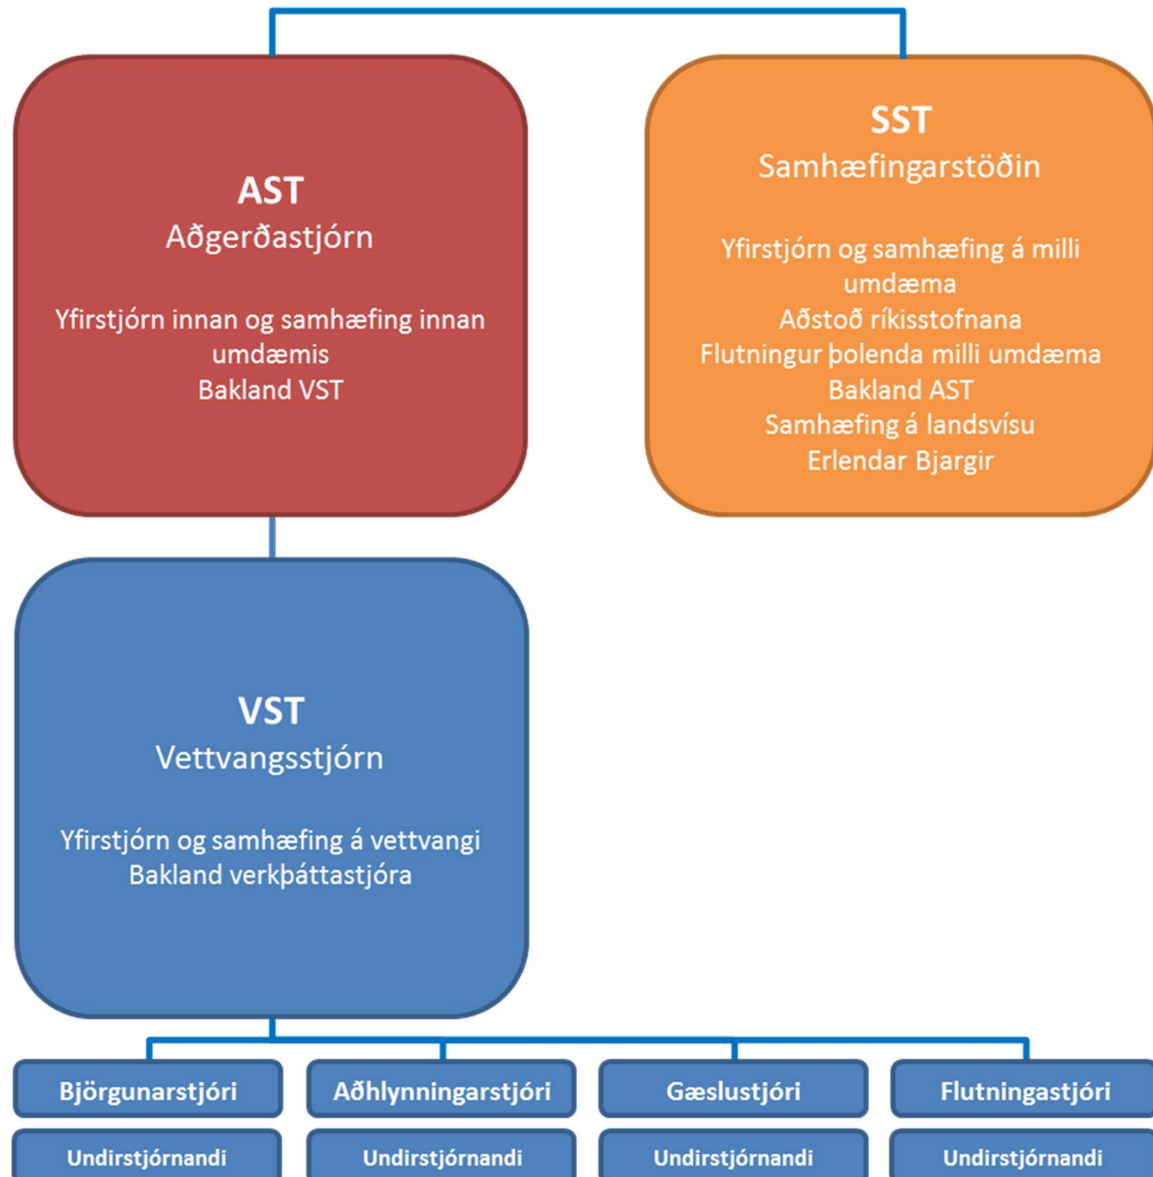 AST
Aðgerðastjórn
Yfirstjórn innan og samhæfing innan
umdæmis
Bakland VST
SST
Samhæfingarstöðin
Yfirstjórn og samhæfing á milli
umdæma
Aðstoð ríkisstofnana
Flutningur þolenda milli umdæma
Bakland AST
Samhæfing á landsvísu
Erlendar Bjargir
VST
Vettvangsstjórn
Yfirstjórn og samhæfing á vettvangi
Bakland verkþáttastjóra
Björgunarstjóri
Aðhlynningarstjóri
Gæslustjóri
Flutningastjóri
Undirstjórnandi
Undirstjórnandi
Undirstjórnandi
Undirstjórnandi